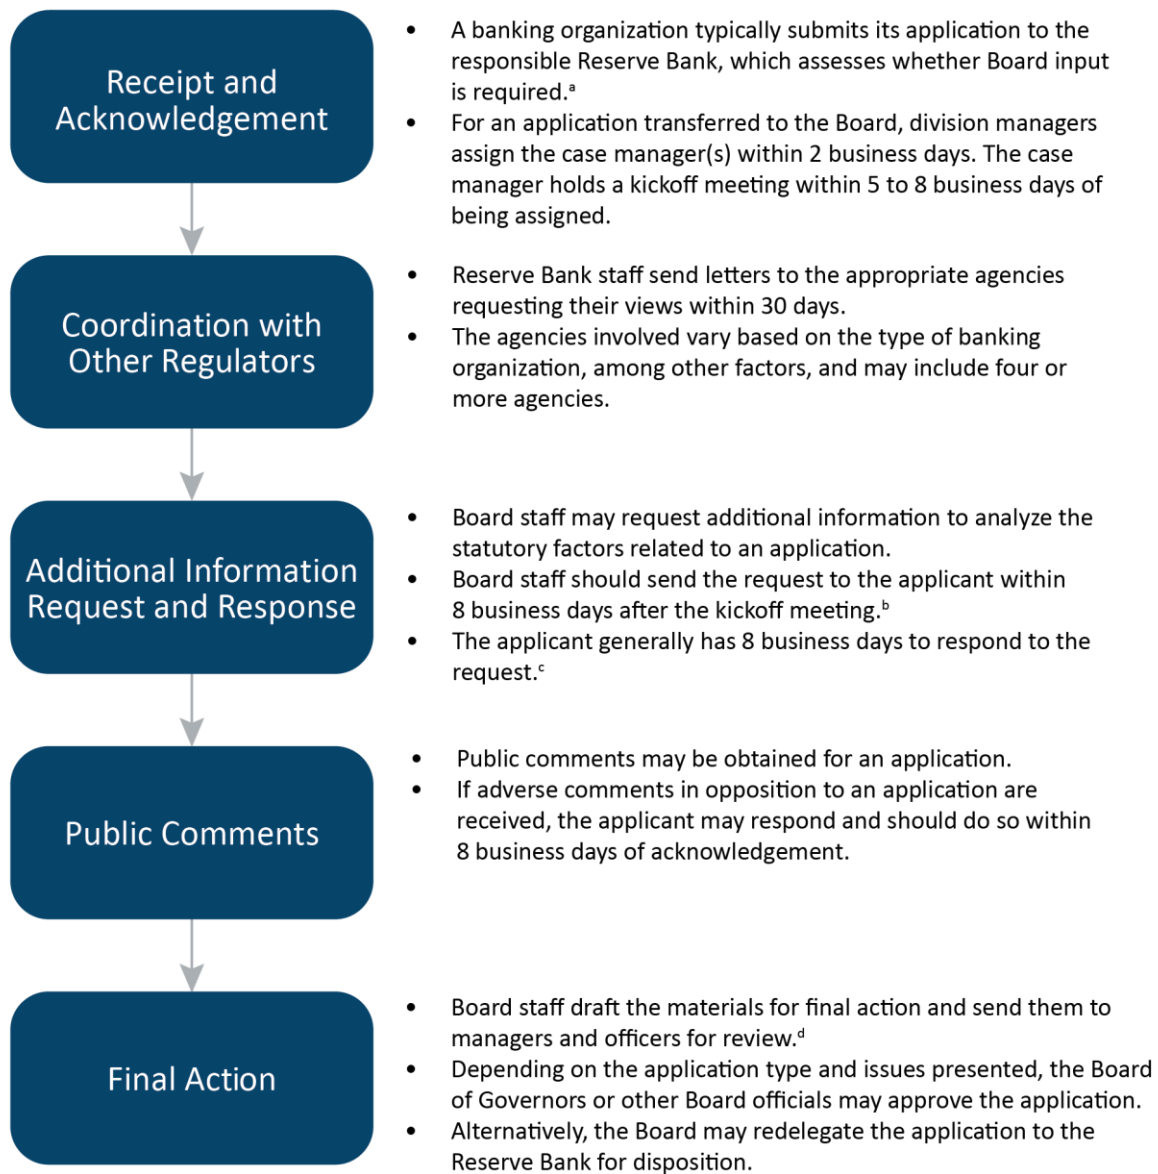 Receipt and
Acknowledgement
• A banking organization typically submits its application to the
responsible Reserve Bank, which assesses whether Board input
is required.ᵃ
• For an application transferred to the Board, division managers
assign the case manager(s) within 2 business days. The case
manager holds a kickoff meeting within 5 to 8 business days of
being assigned.
Coordination with
Other Regulators
• Reserve Bank staff send letters to the appropriate agencies
requesting their views within 30 days.
• The agencies involved vary based on the type of banking
organization, among other factors, and may include four or
more agencies.
Additional Information
Request and Response
• Board staff may request additional information to analyze the
statutory factors related to an application.
• Board staff should send the request to the applicant within
8 business days after the kickoff meeting.ᵇ
• The applicant generally has 8 business days to respond to the
request.ᶜ
Public Comments
• Public comments may be obtained for an application.
• If adverse comments in opposition to an application are
received, the applicant may respond and should do so within
8 business days of acknowledgement.
Final Action
• Board staff draft the materials for final action and send them to
managers and officers for review.ᵈ
• Depending on the application type and issues presented, the Board
of Governors or other Board officials may approve the application.
• Alternatively, the Board may redelegate the application to the
Reserve Bank for disposition.